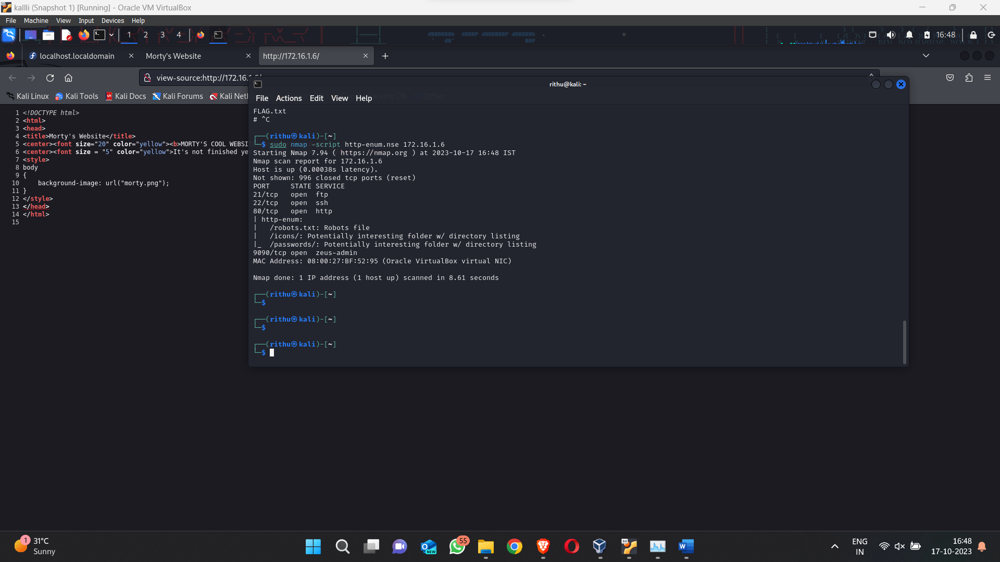 kallli (Snapshot 1) [Running] - Oracle VM VirtualBox
File Machine View Input Devices Help
1 2 3 4 16:48
localhost.localdomain Morty's Website http://172.16.1.6/
view-source:http://172.16.1.6/
Kali Linux Kali Tools Kali Docs Kali Forums Kali NetHunter Hacking DB OffSec
1 <!DOCTYPE html>
2 <html>
3 <head>
4 <title>Morty's Website</title>
5 <center><font size="20" color="yellow"><b>MORTY'S COOL WEBSI
6 <center><font size = "5" color="yellow">It's not finished ye
7 <style>
8 body
9 {
10 background-image: url("morty.png");
11 }
12 </style>
13 </head>
14 </html>
15
rithu@kali: ~
File Actions Edit View Help
FLAG.txt
# ^C
┌──(rithu㉿kali)-[~]
└─$ sudo nmap -script http-enum.nse 172.16.1.6
Starting Nmap 7.94 ( https://nmap.org ) at 2023-10-17 16:48 IST
Nmap scan report for 172.16.1.6
Host is up (0.00038s latency).
Not shown: 996 closed tcp ports (reset)
PORT STATE SERVICE
21/tcp open ftp
22/tcp open ssh
80/tcp open http
| http-enum:
| /robots.txt: Robots file
| /icons/: Potentially interesting folder w/ directory listing
|_ /passwords/: Potentially interesting folder w/ directory listing
9090/tcp open zeus-admin
MAC Address: 08:00:27:BF:52:95 (Oracle VirtualBox virtual NIC)
Nmap done: 1 IP address (1 host up) scanned in 8.61 seconds
┌──(rithu㉿kali)-[~]
└─$
┌──(rithu㉿kali)-[~]
└─$
┌──(rithu㉿kali)-[~]
└─$
1 31°C
Sunny
NEW
55
64
ENG
IN
16:48
17-10-2023